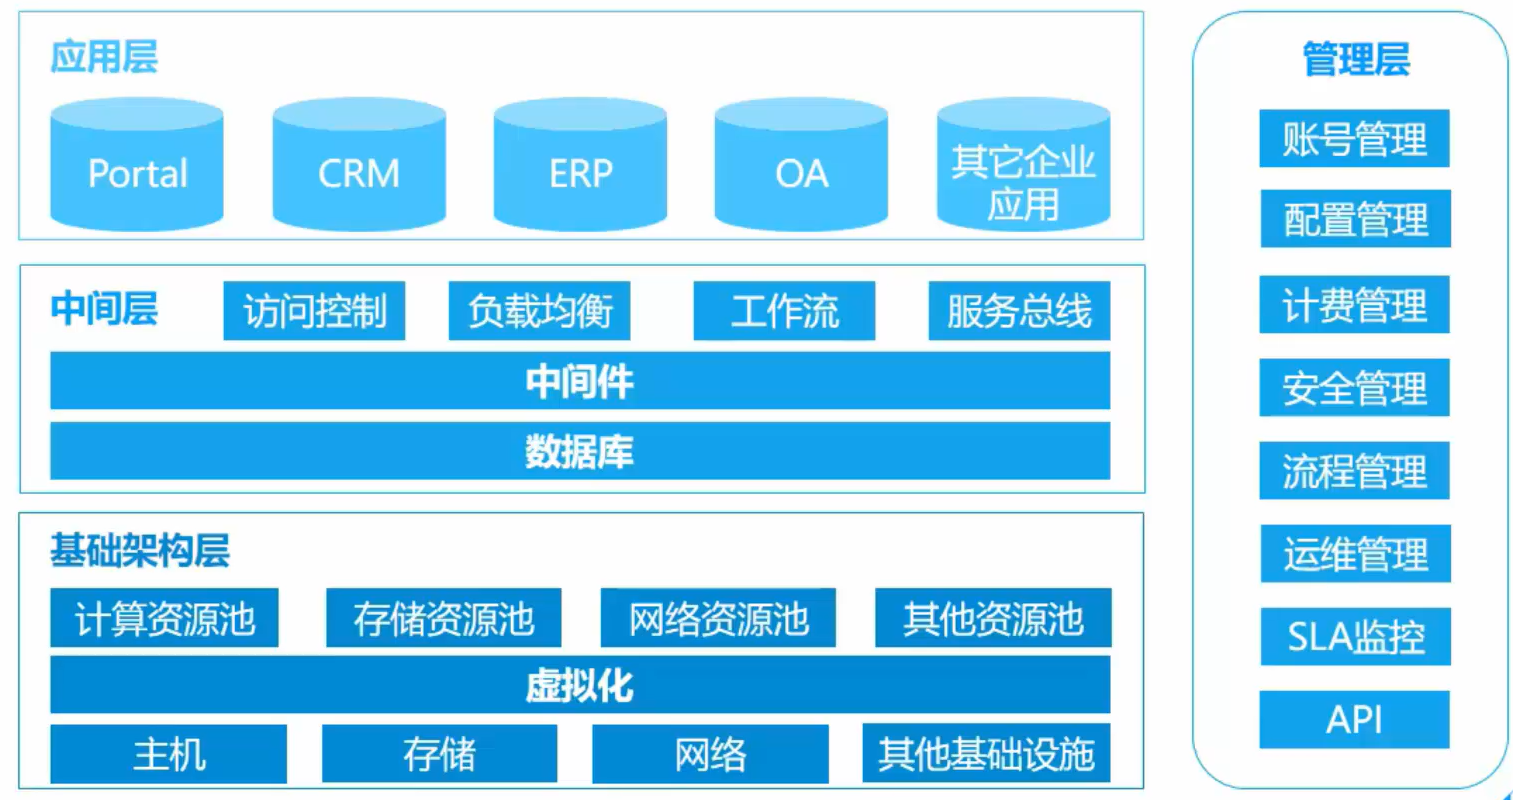 应用层
Portal
CRM
ERP
OA
其它企业
应用
中间层
访问控制
负载均衡
工作流
服务总线
中间件
数据库
基础架构层
计算资源池
存储资源池
网络资源池
其他资源池
虚拟化
主机
存储
网络
其他基础设施
管理层
账号管理
配置管理
计费管理
安全管理
流程管理
运维管理
SLA监控
API